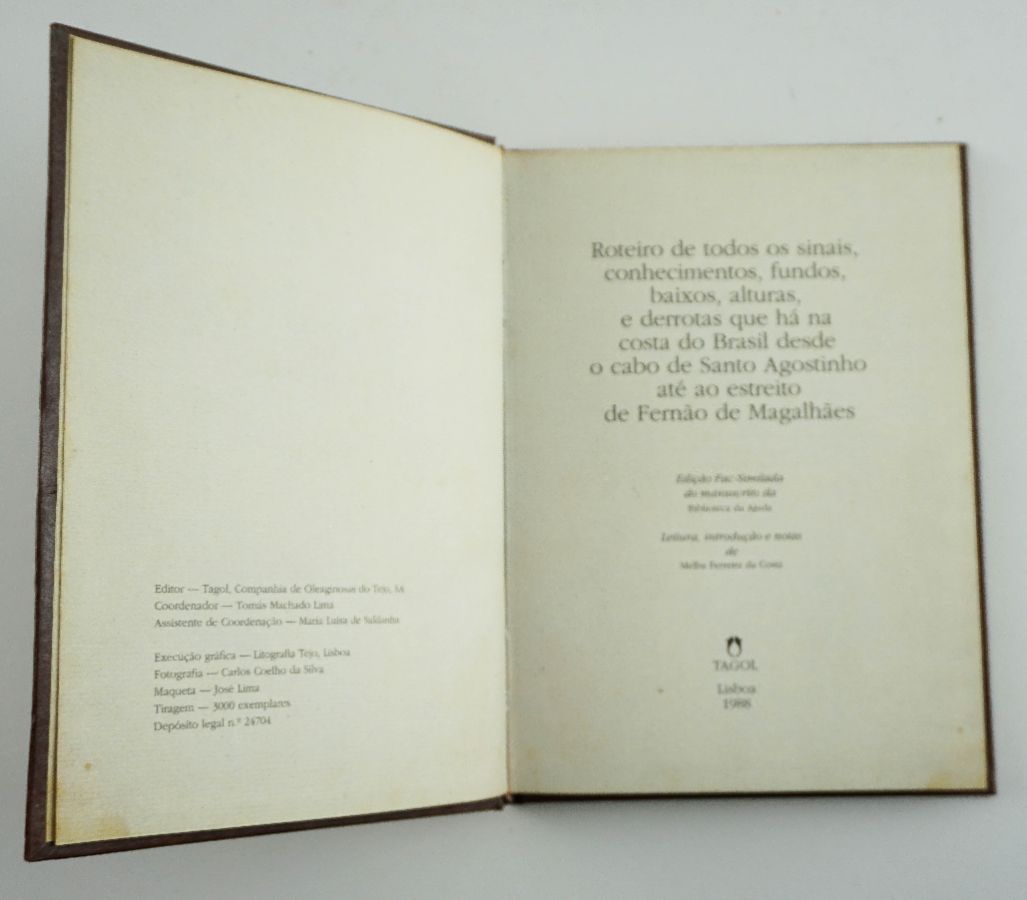 Editor — Tagol, Companhia de Oleaginosas do Tejo,
Coordenador — Tomás Machado Lima
Assistente de Coordenação — Maria Luísa de Saldanha
Execução gráfica — Litografia Tejo, Lisboa
Fotografia — Carlos Coelho da Silva
Maqueta — José Lima
Tiragem — 3000 exemplares
Depósito legal n.º 24704
Roteiro de todos os sinais,
conhecimentos, fundos,
baixos, alturas,
e derrotas que há na
costa do Brasil desde
o cabo de Santo Agostinho
até ao estreito
de Fernão de Magalhães
Edição Fac-Similada
do manuscrito da
Biblioteca da Ajuda
Leitura, introdução e notas
de
Melba Ferreira da Costa
TAGOL
Lisboa
1988